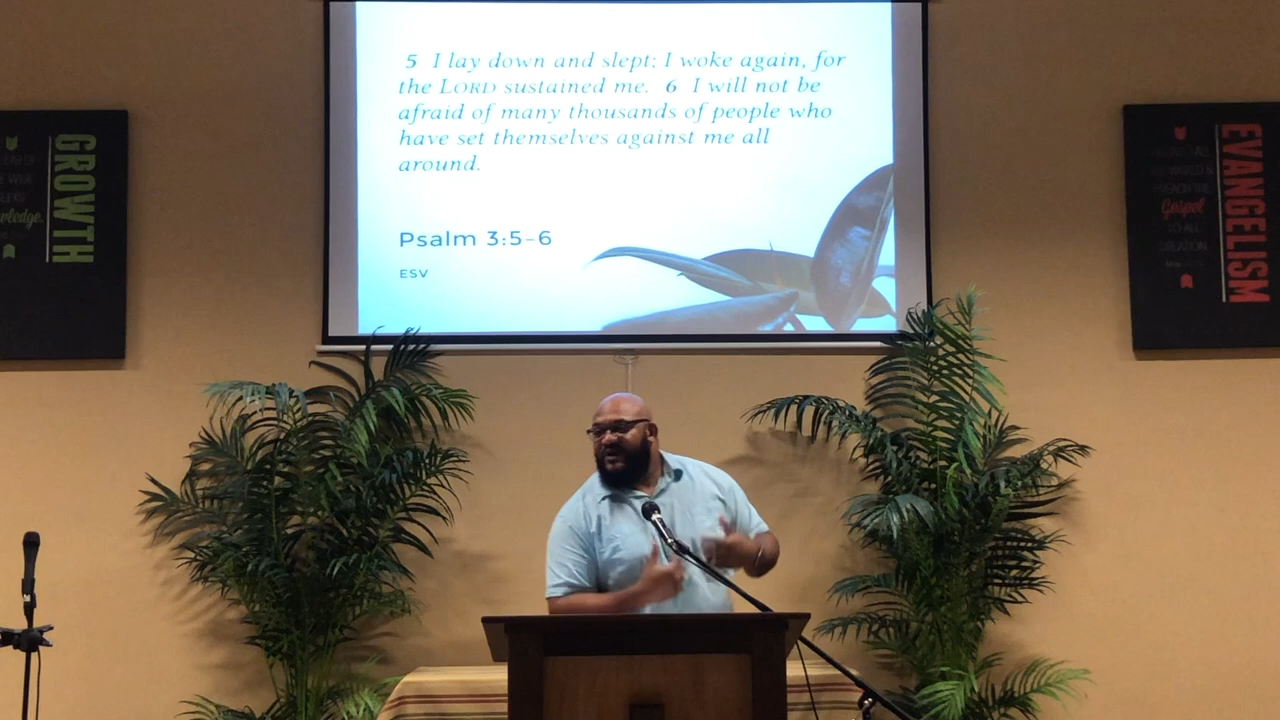 5 I lay down and slept; I woke again, for
the LORD sustained me. 6 I will not be
afraid of many thousands of people who
have set themselves against me all
around.
Psalm 3:5–6
ESV
GROWTH
EVANGELISM
Gospel
TO ALL